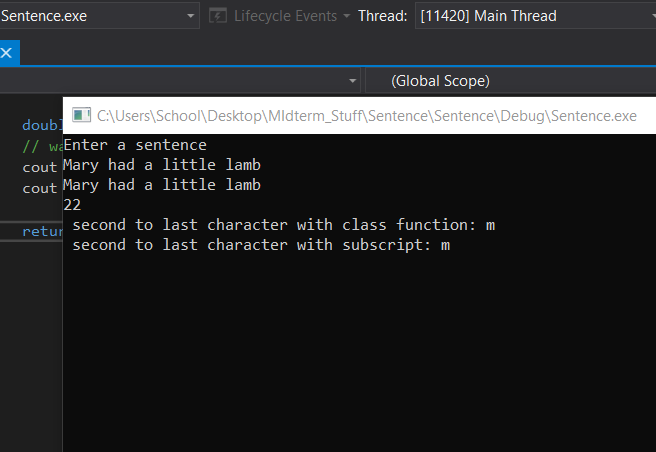 Sentence.exe Lifecycle Events Thread: [11420] Main Thread
(Global Scope)
C:\Users\School\Desktop\MIdterm_Stuff\Sentence\Sentence\Debug\Sentence.exe
Enter a sentence
Mary had a little lamb
Mary had a little lamb
22
second to last character with class function: m
second to last character with subscript: m
doubl
// wa
cout
cout
retur